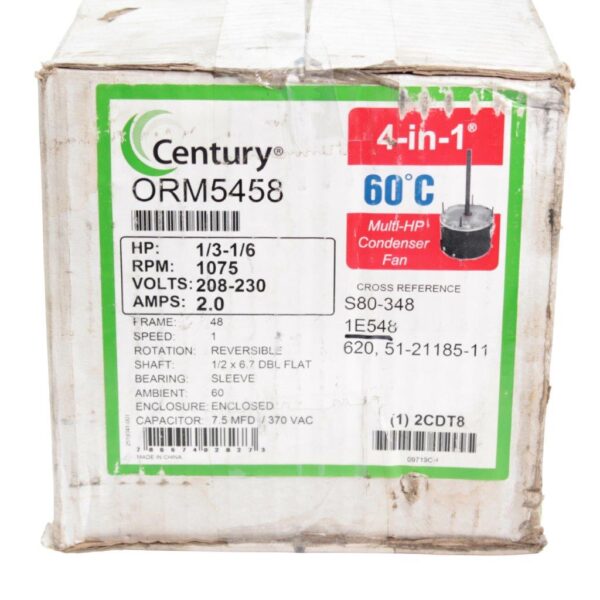 Century®
ORM5458
4-in-1®
60°C
Multi-HP
Condenser
Fan
HP: 1/3-1/6
RPM: 1075
VOLTS: 208-230
AMPS: 2.0
FRAME: 48
SPEED: 1
ROTATION: REVERSIBLE
SHAFT: 1/2 x 6.7 DBL FLAT
BEARING: SLEEVE
AMBIENT: 60
ENCLOSURE: ENCLOSED
CAPACITOR: 7.5 MFD / 370 VAC
MADE IN CHINA
CROSS REFERENCE
S80-348
1E548
620, 51-21185-11
(1) 2CDT8